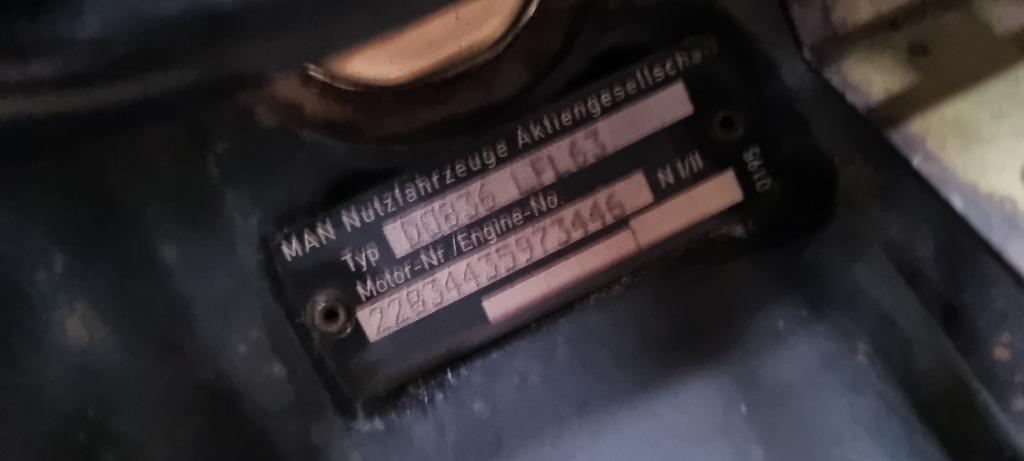 MAN Nutzfahrzeuge Aktiengesellschaft
Typ D0836 LFL63
Motor-Nr./Engine-No. N I/II
22834435973446